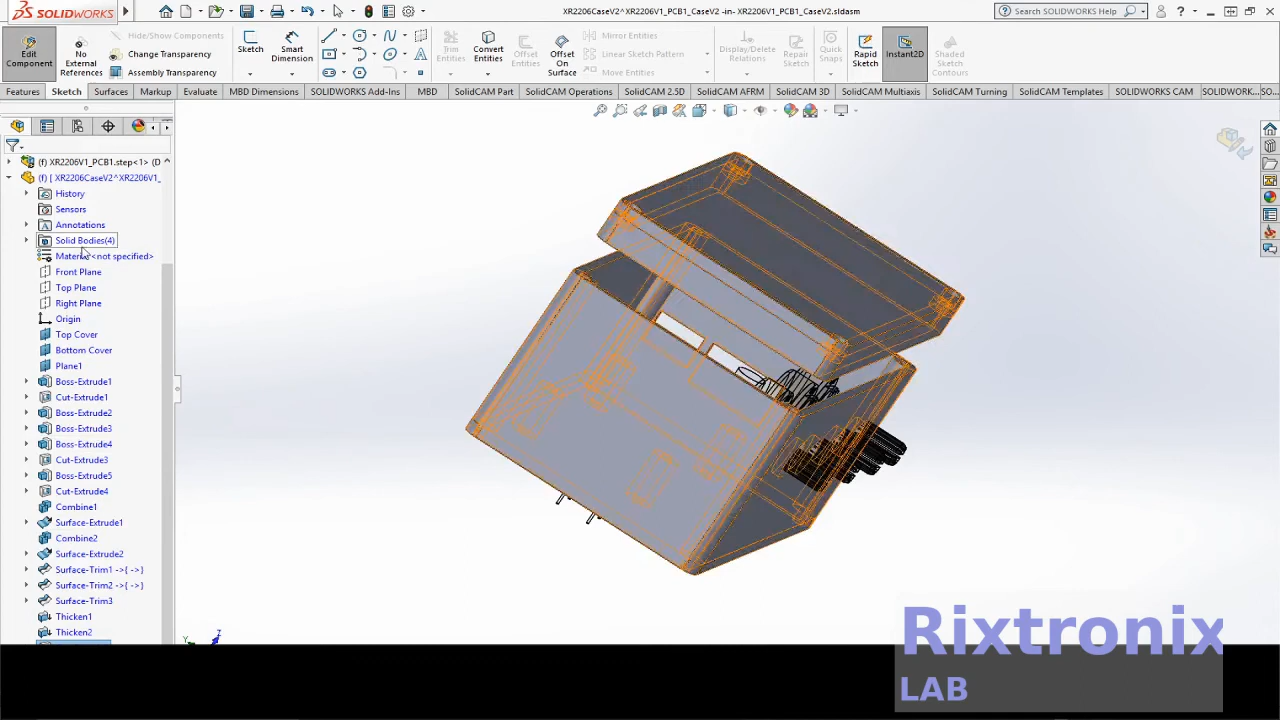 SOLIDWORKS
XR2206CaseV2^XR2206V1_PCB1_CaseV2 -in- XR2206V1_PCB1_CaseV2.sldasm
Search SOLIDWORKS Help
Edit Component
No External References
Hide/Show Components
Change Transparency
Assembly Transparency
Sketch
Smart Dimension
Trim Entities
Convert Entities
Offset Entities
Offset On Surface
Mirror Entities
Linear Sketch Pattern
Move Entities
Display/Delete Relations
Repair Sketch
Quick Snaps
Rapid Sketch
Instant2D
Shaded Sketch Contours
Features
Sketch
Surfaces
Markup
Evaluate
MBD Dimensions
SOLIDWORKS Add-Ins
MBD
SolidCAM Part
SolidCAM Operations
SolidCAM 2.5D
SolidCAM AFRM
SolidCAM 3D
SolidCAM Multiaxis
SolidCAM Turning
SolidCAM Templates
SOLIDWORKS CAM
SOLIDWORK...
SO...
(f) XR2206V1_PCB1.step<1> (D
(f) [ XR2206CaseV2^XR2206V1_
History
Sensors
Annotations
Solid Bodies(4)
Material <not specified>
Front Plane
Top Plane
Right Plane
Origin
Top Cover
Bottom Cover
Plane1
Boss-Extrude1
Cut-Extrude1
Boss-Extrude2
Boss-Extrude3
Boss-Extrude4
Cut-Extrude3
Boss-Extrude5
Cut-Extrude4
Combine1
Surface-Extrude1
Combine2
Surface-Extrude2
Surface-Trim1 ->{ ->}
Surface-Trim2 ->{ ->}
Surface-Trim3
Thicken1
Thicken2
Y
Z
Rixtronix
LAB